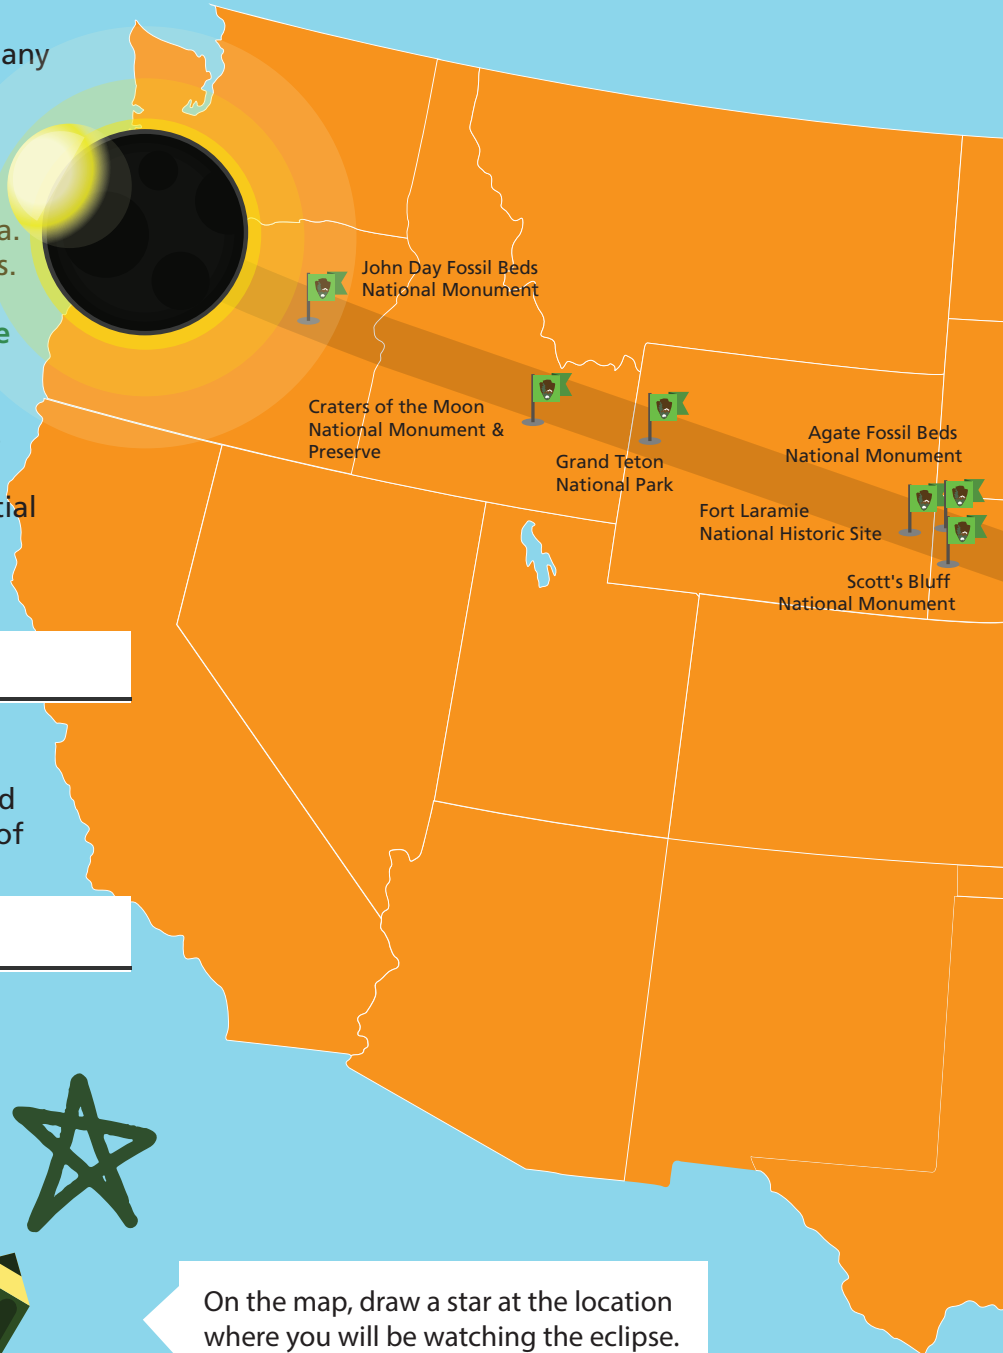 any
a.
s.
e
tial
d
of
John Day Fossil Beds
National Monument
Craters of the Moon
National Monument &
Preserve
Grand Teton
National Park
Agate Fossil Beds
National Monument
Fort Laramie
National Historic Site
Scott's Bluff
National Monument
On the map, draw a star at the location
where you will be watching the eclipse.